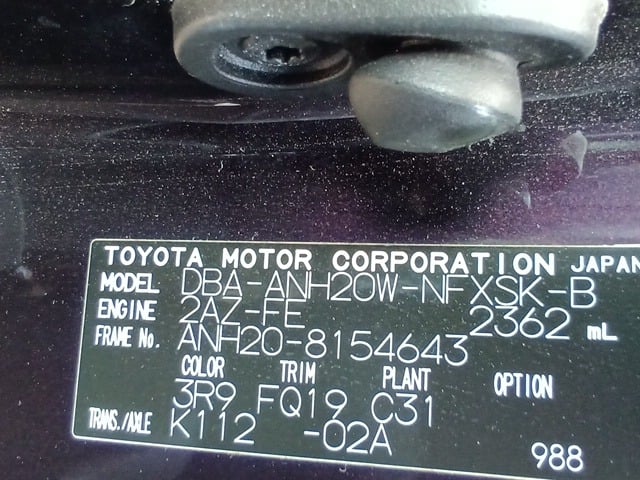 TOYOTA MOTOR CORPORATION JAPAN
MODEL DBA-ANH20W-NFXSK-B
ENGINE 2AZ-FE 2362 mL
FRAME No. ANH20-8154643
COLOR TRIM PLANT OPTION
3R9 FQ19 C31
TRANS./AXLE K112 -02A
988